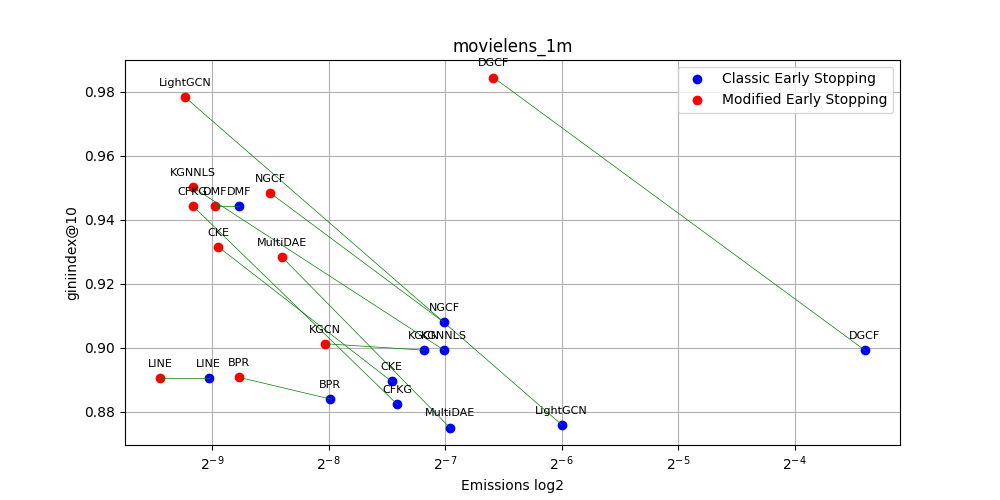 movielens_1m
DGCF
Classic Early Stopping
Modified Early Stopping
LightGCN
0.98
0.96
KGNNLS
NGCF
CFKG
DMF
DMF
0.94
CKE
MultiDAE
giniindex@10
0.92
NGCF
KGCN
KGCN
KGNNLS
DGCF
0.90
LINE
LINE
BPR
CKE
BPR
CFKG
MultiDAE
LightGCN
0.88
2⁻⁹
2⁻⁸
2⁻⁷
2⁻⁶
2⁻⁵
2⁻⁴
Emissions log2